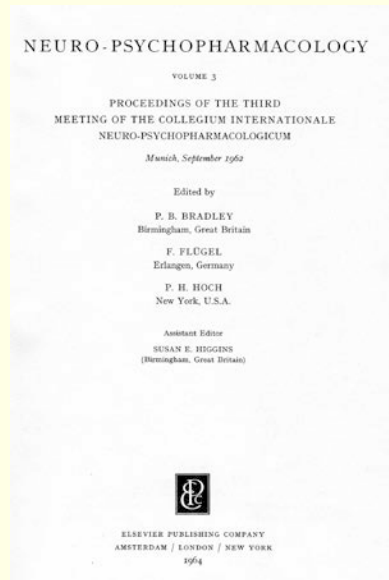 NEURO-PSYCHOPHARMACOLOGY
VOLUME 3
PROCEEDINGS OF THE THIRD
MEETING OF THE COLLEGIUM INTERNATIONALE
NEURO-PSYCHOPHARMACOLOGICUM
Munich, September 1962
Edited by
P. B. BRADLEY
Birmingham, Great Britain
F. FLÜGEL
Erlangen, Germany
P. H. HOCH
New York, U.S.A.
Assistant Editor
SUSAN E. HIGGINS
(Birmingham, Great Britain)
ELSEVIER PUBLISHING COMPANY
AMSTERDAM / LONDON / NEW YORK
1964